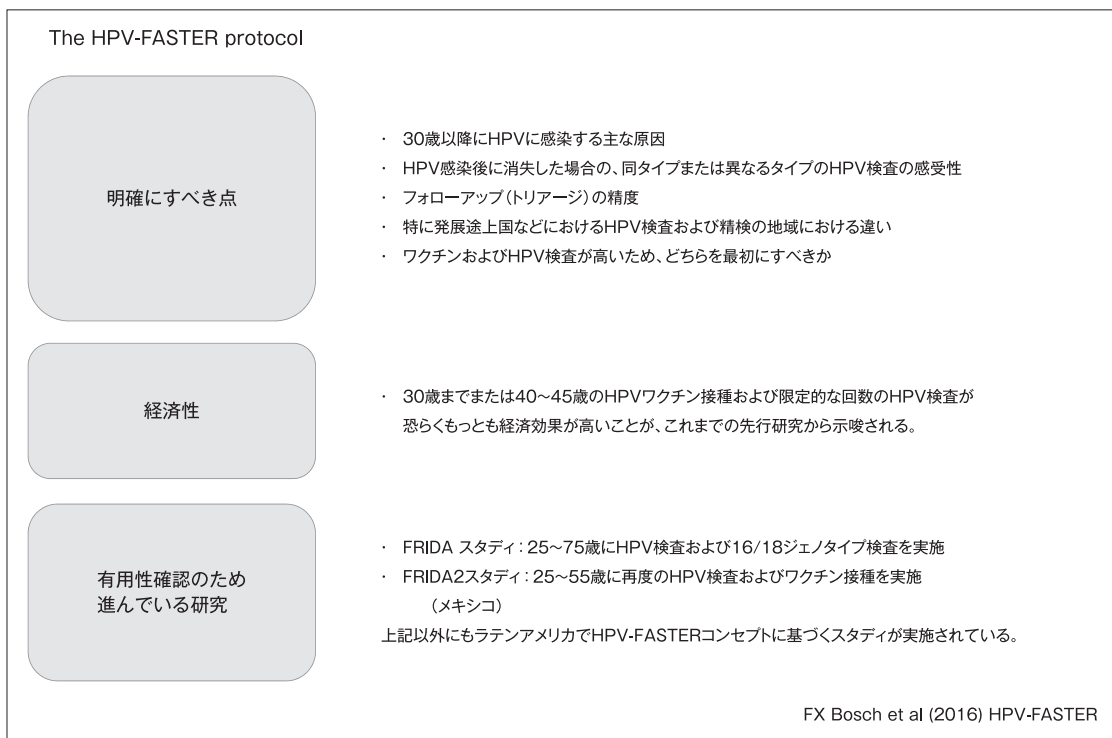 The HPV-FASTER protocol
明確にすべき点
・ 30歳以降にHPVに感染する主な原因
・ HPV感染後に消失した場合の、同タイプまたは異なるタイプのHPV検査の感受性
・ フォローアップ（トリアージ）の精度
・ 特に発展途上国などにおけるHPV検査および精検の地域における違い
・ ワクチンおよびHPV検査が高いため、どちらを最初にすべきか
経済性
・ 30歳までまたは40〜45歳のHPVワクチン接種および限定的な回数のHPV検査が
恐らくもっとも経済効果が高いことが、これまでの先行研究から示唆される。
有用性確認のため
進んでいる研究
・ FRIDA スタディ：25〜75歳にHPV検査および16/18ジェノタイプ検査を実施
・ FRIDA2スタディ：25〜55歳に再度のHPV検査およびワクチン接種を実施
（メキシコ）
上記以外にもラテンアメリカでHPV-FASTERコンセプトに基づくスタディが実施されている。
FX Bosch et al (2016) HPV-FASTER